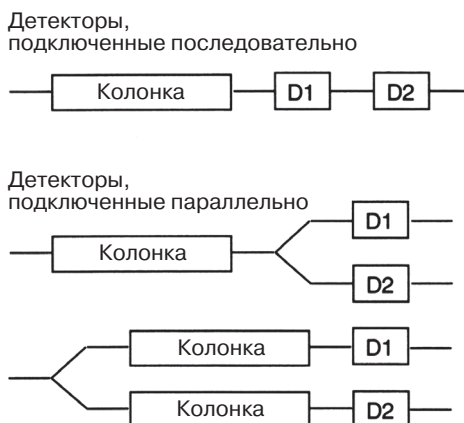 Детекторы,
подключенные последовательно
Колонка D1 D2
Детекторы,
подключенные параллельно
D1
Колонка
D2
Колонка D1
Колонка D2